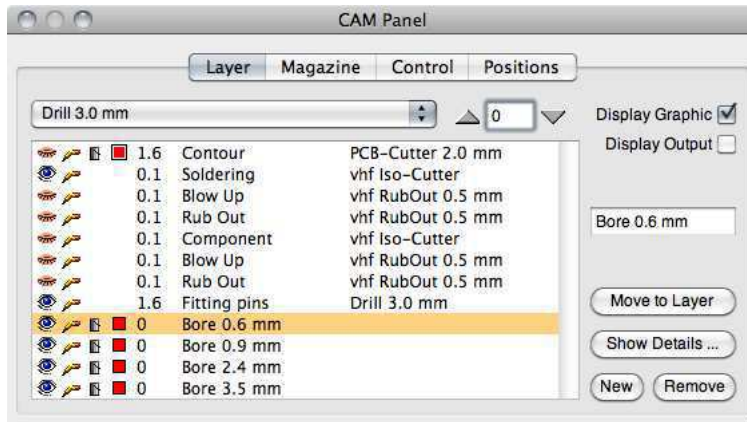 CAM Panel
Layer Magazine Control Positions
Drill 3.0 mm 0 Display Graphic
Display Output
1.6 Contour PCB-Cutter 2.0 mm
0.1 Soldering vhf Iso-Cutter
0.1 Blow Up vhf RubOut 0.5 mm
0.1 Rub Out vhf RubOut 0.5 mm
0.1 Component vhf Iso-Cutter
0.1 Blow Up vhf RubOut 0.5 mm
0.1 Rub Out vhf RubOut 0.5 mm
1.6 Fitting pins Drill 3.0 mm
0 Bore 0.6 mm
0 Bore 0.9 mm
0 Bore 2.4 mm
0 Bore 3.5 mm
Bore 0.6 mm
Move to Layer
Show Details ...
New Remove